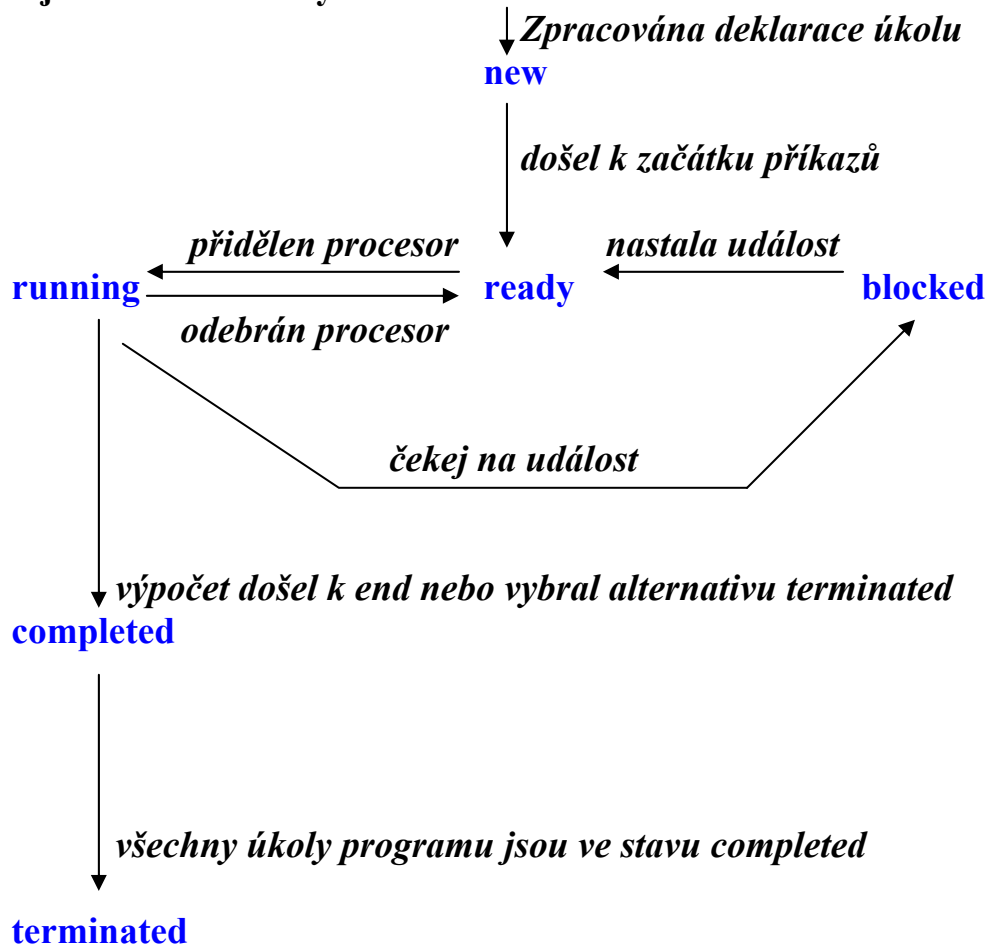 Zpracována deklarace úkolu
new
došel k začátku příkazů
přidělen procesor
nastala událost
running
ready
blocked
odebrán procesor
čekej na událost
výpočet došel k end nebo vybral alternativu terminated
completed
všechny úkoly programu jsou ve stavu completed
terminated